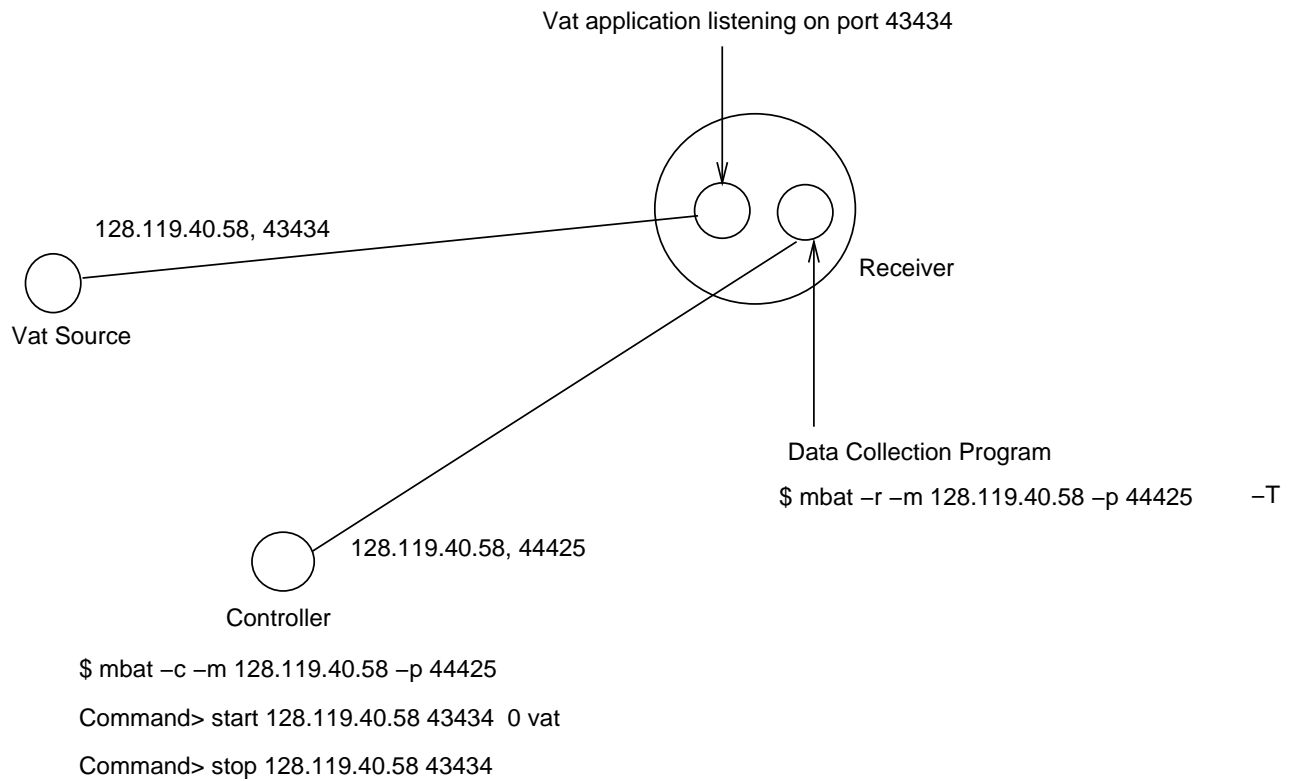 Vat application listening on port 43434
128.119.40.58, 43434
Receiver
Vat Source
Data Collection Program
$ mbat −r −m 128.119.40.58 −p 44425 −T
128.119.40.58, 44425
Controller
$ mbat −c −m 128.119.40.58 −p 44425
Command> start 128.119.40.58 43434 0 vat
Command> stop 128.119.40.58 43434